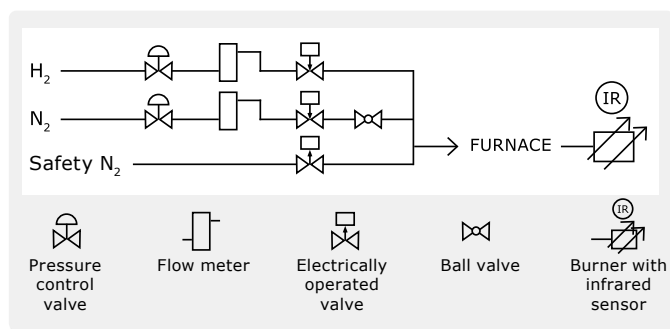 H2
N2
Safety N2
IR
FURNACE
IR
Pressure
control
valve
Flow meter
Electrically
operated
valve
Ball valve
Burner with
infrared
sensor